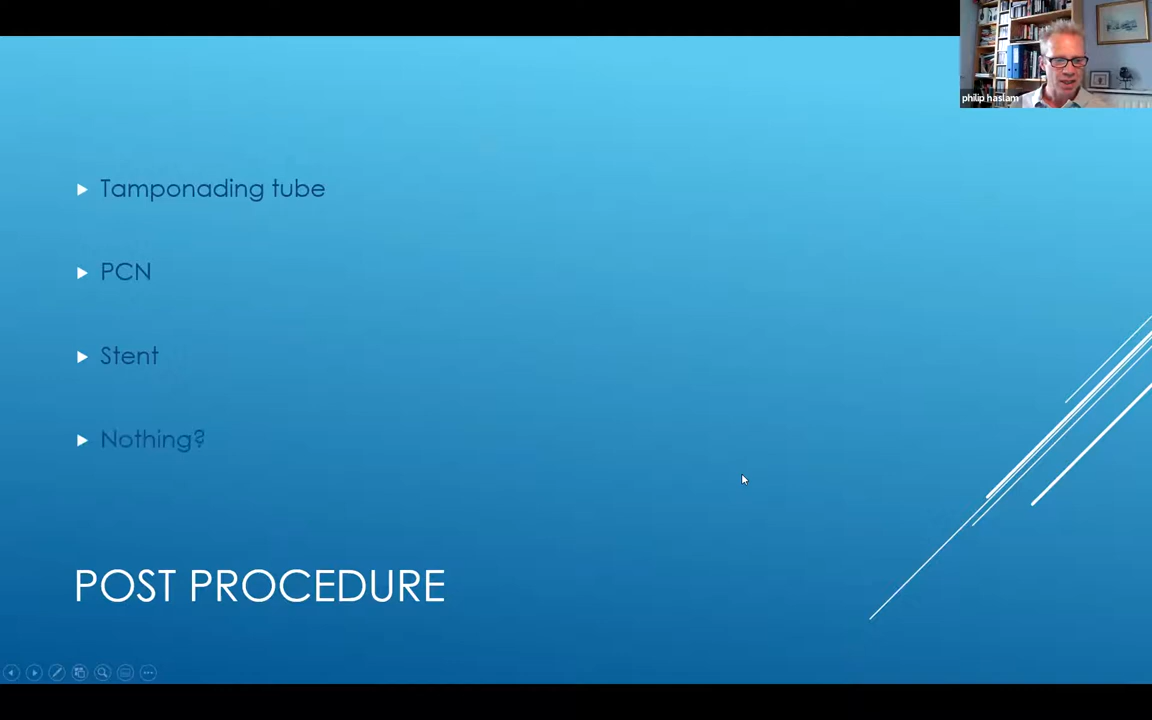 philip haslam
Tamponading tube
PCN
Stent
Nothing?
POST PROCEDURE